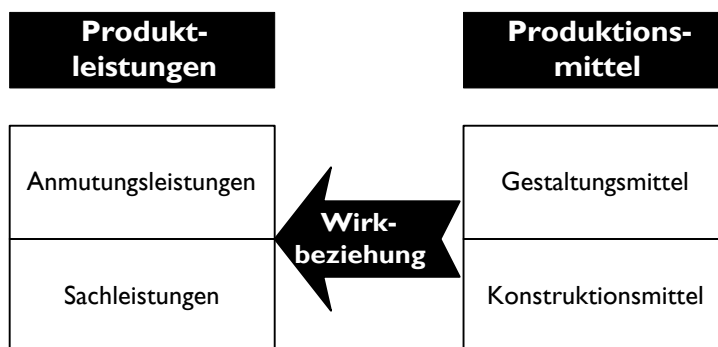 Produkt-
leistungen
Produktions-
mittel
Anmutungsleistungen
Gestaltungsmittel
Wirk-
beziehung
Sachleistungen
Konstruktionsmittel